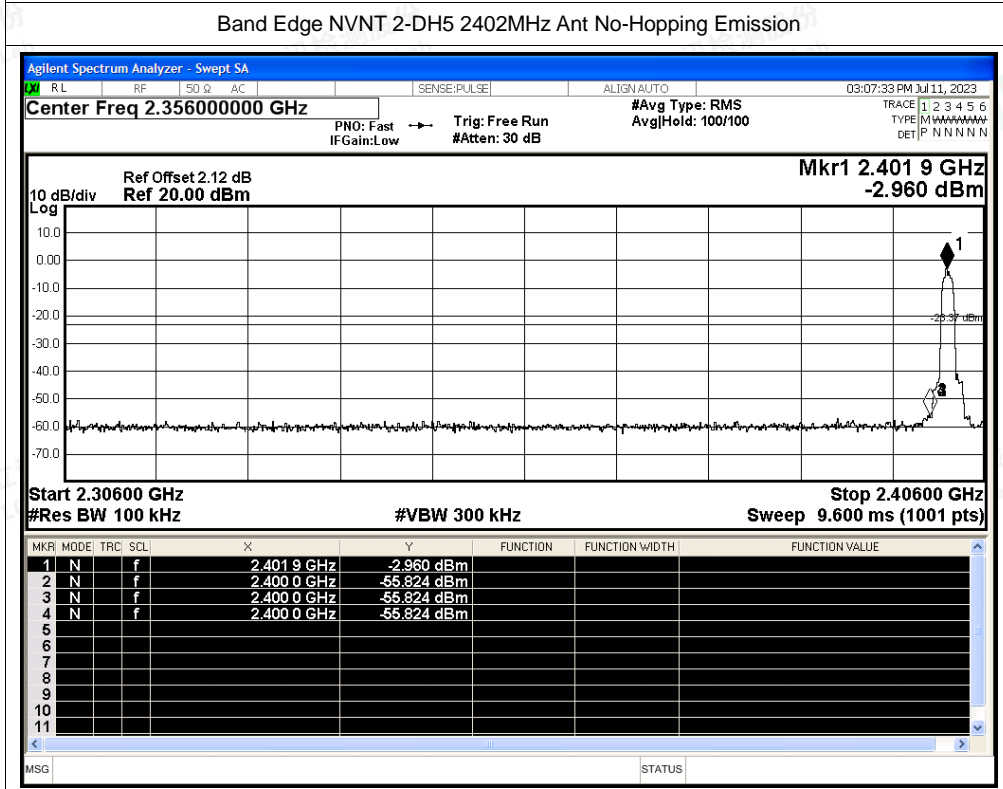 Band Edge NVNT 2-DH5 2402MHz Ant No-Hopping Emission
Agilent Spectrum Analyzer - Swept SA
LXI RL RF 50 Ω AC SENSE:PULSE ALIGN AUTO 03:07:33 PM Jul 11, 2023
Center Freq 2.356000000 GHz #Avg Type: RMS TRACE 1 2 3 4 5 6
PNO: Fast Trig: Free Run Avg|Hold: 100/100 TYPE M
IFGain:Low #Atten: 30 dB DET P N N N N N
Mkr1 2.401 9 GHz
Ref Offset 2.12 dB
10 dB/div Ref 20.00 dBm -2.960 dBm
Log
10.0
1
0.00
-10.0
-20.0
-23.37 dBm
-30.0
-40.0
-50.0
-60.0
-70.0
Start 2.30600 GHz Stop 2.40600 GHz
#Res BW 100 kHz #VBW 300 kHz Sweep 9.600 ms (1001 pts)
MKR MODE TRC SCL X Y FUNCTION FUNCTION WIDTH FUNCTION VALUE
1 N f 2.401 9 GHz -2.960 dBm
2 N f 2.400 0 GHz -55.824 dBm
3 N f 2.400 0 GHz -55.824 dBm
4 N f 2.400 0 GHz -55.824 dBm
5
6
7
8
9
10
11
MSG STATUS